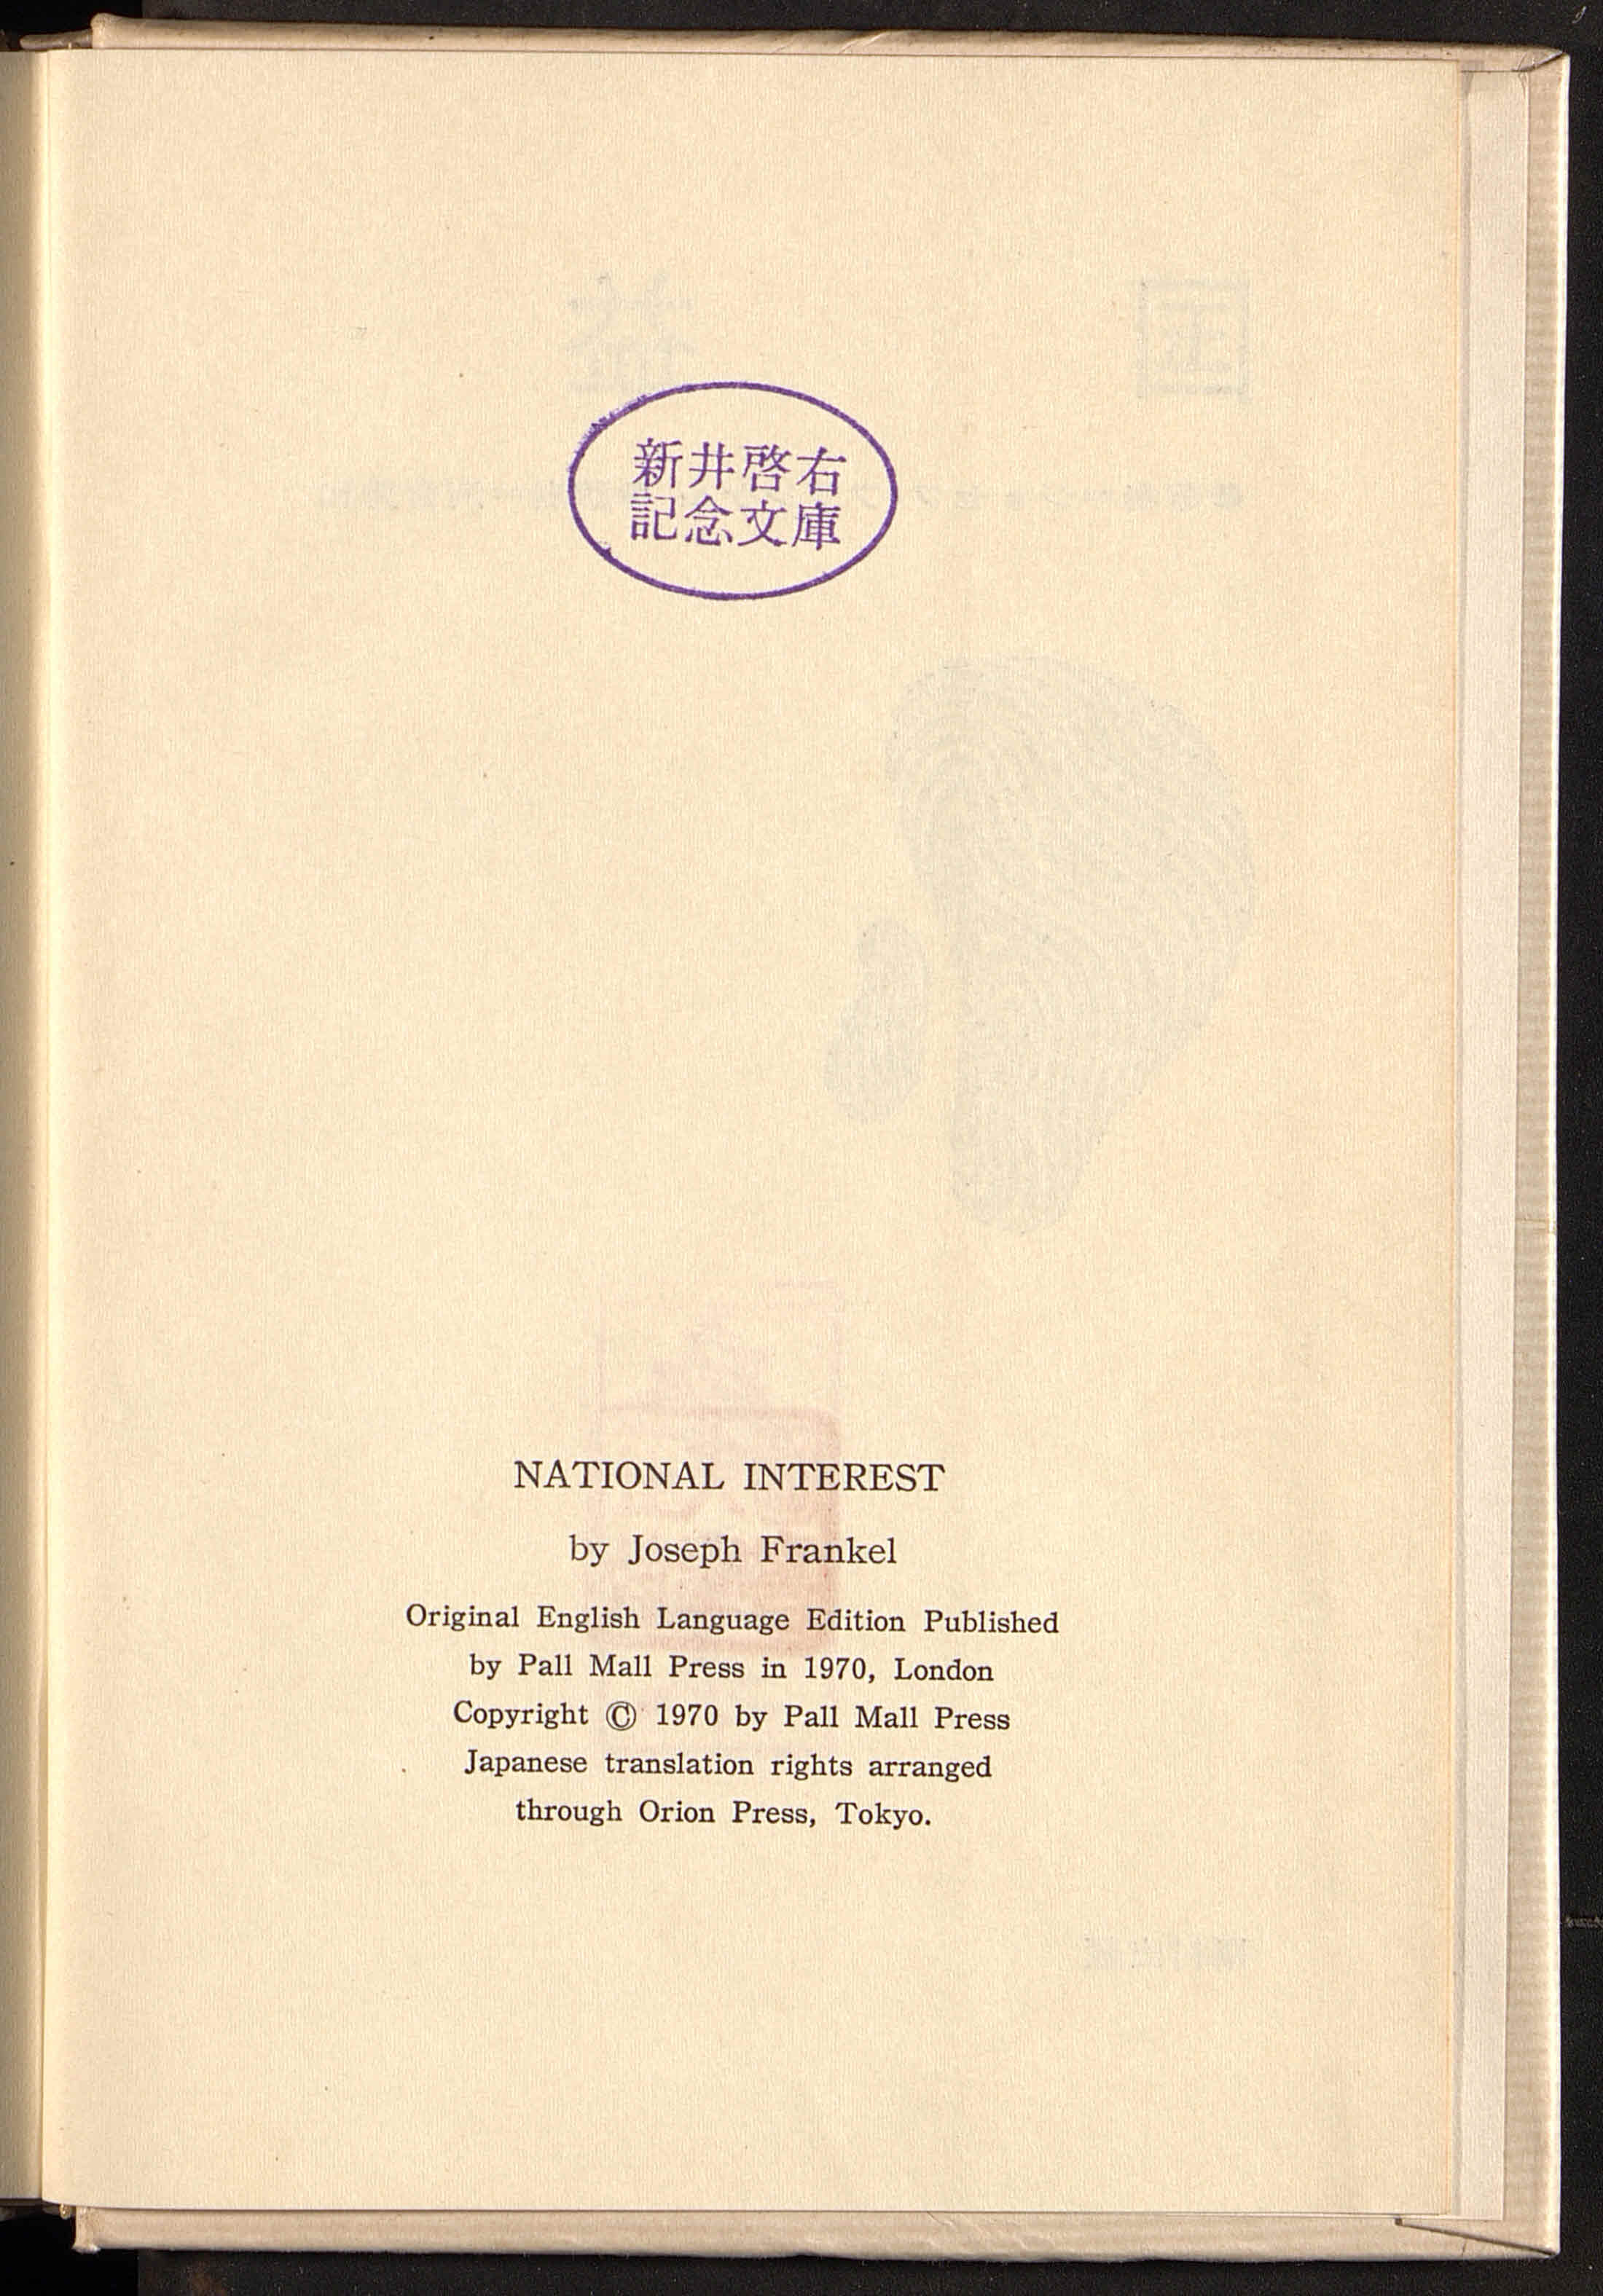 新井啓右
記念文庫
NATIONAL INTEREST
by Joseph Frankel
Original English Language Edition Published
by Pall Mall Press in 1970, London
Copyright © 1970 by Pall Mall Press
Japanese translation rights arranged
through Orion Press, Tokyo.